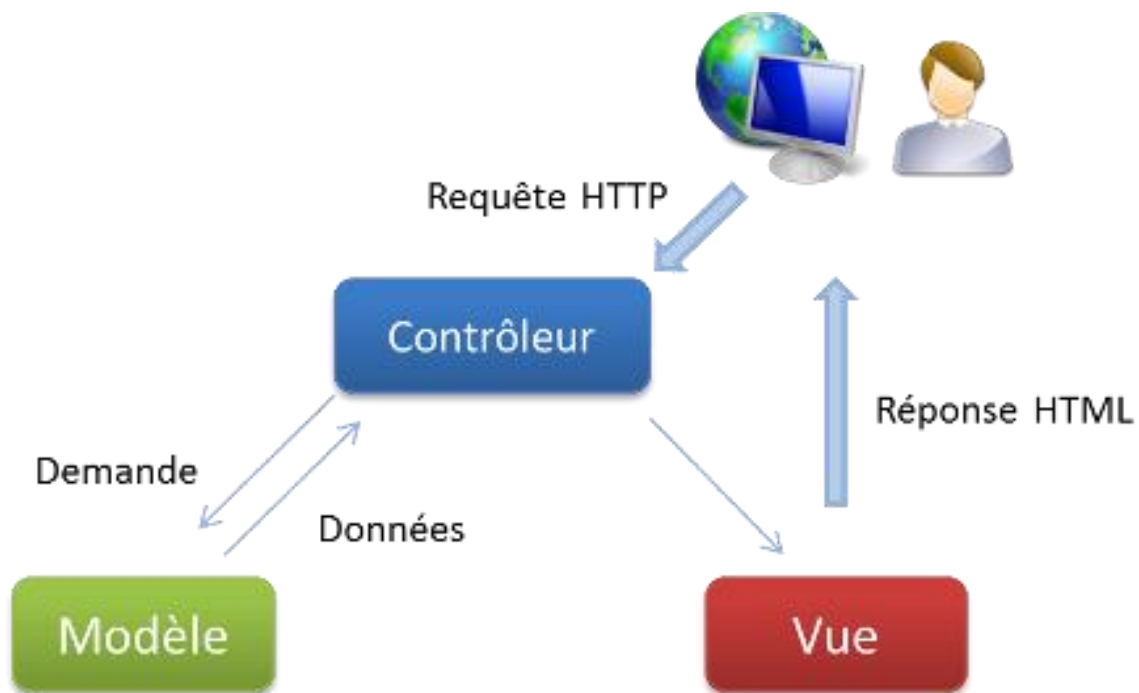 Requête HTTP
Contrôleur
Réponse HTML
Demande
Données
Modèle
Vue